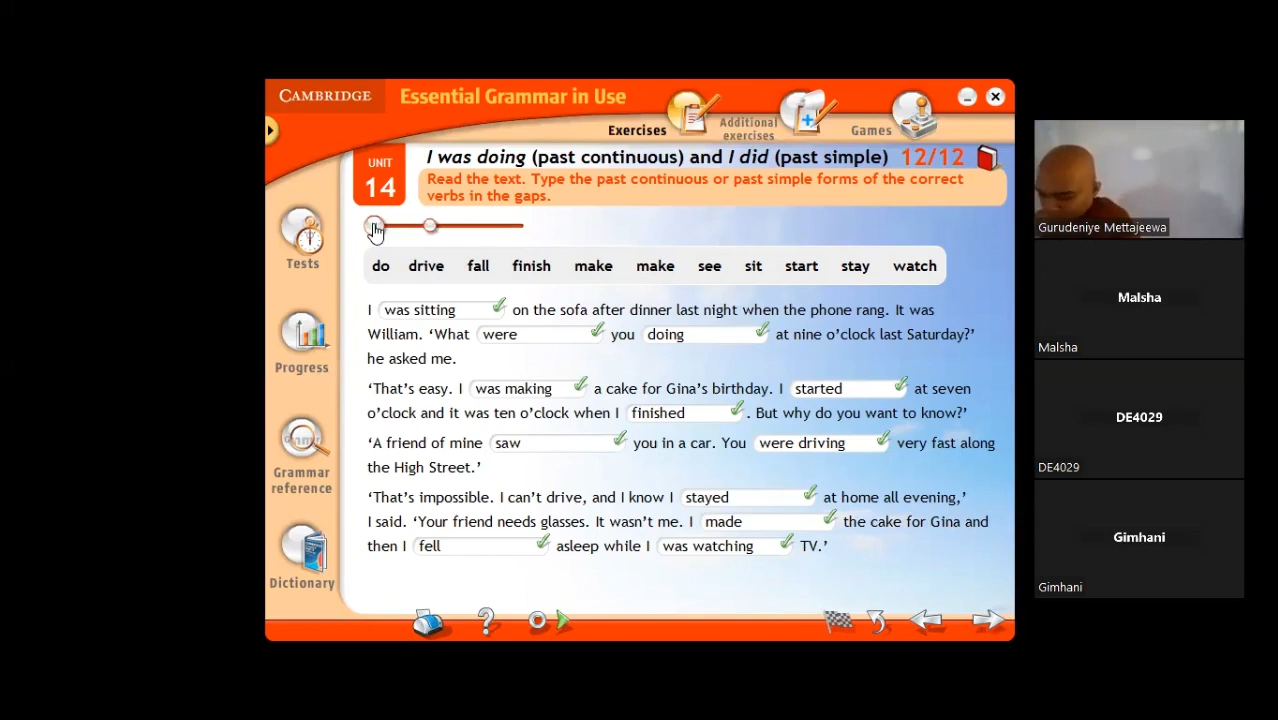 CAMBRIDGE
Essential Grammar in Use
Exercises
Additional
exercises
Games
UNIT
14
I was doing (past continuous) and I did (past simple)
12/12
Read the text. Type the past continuous or past simple forms of the correct
verbs in the gaps.
do drive fall finish make make see sit start stay watch
I was sitting on the sofa after dinner last night when the phone rang. It was
William. ‘What were you doing at nine o’clock last Saturday?’
he asked me.
‘That’s easy. I was making a cake for Gina’s birthday. I started at seven
o’clock and it was ten o’clock when I finished . But why do you want to know?’
‘A friend of mine saw you in a car. You were driving very fast along
the High Street.’
‘That’s impossible. I can’t drive, and I know I stayed at home all evening,’
I said. ‘Your friend needs glasses. It wasn’t me. I made the cake for Gina and
then I fell asleep while I was watching TV.’
Tests
Progress
Grammar
reference
Dictionary
Gurudeniye Mettajeewa
Malsha
Malsha
DE4029
DE4029
Gimhani
Gimhani